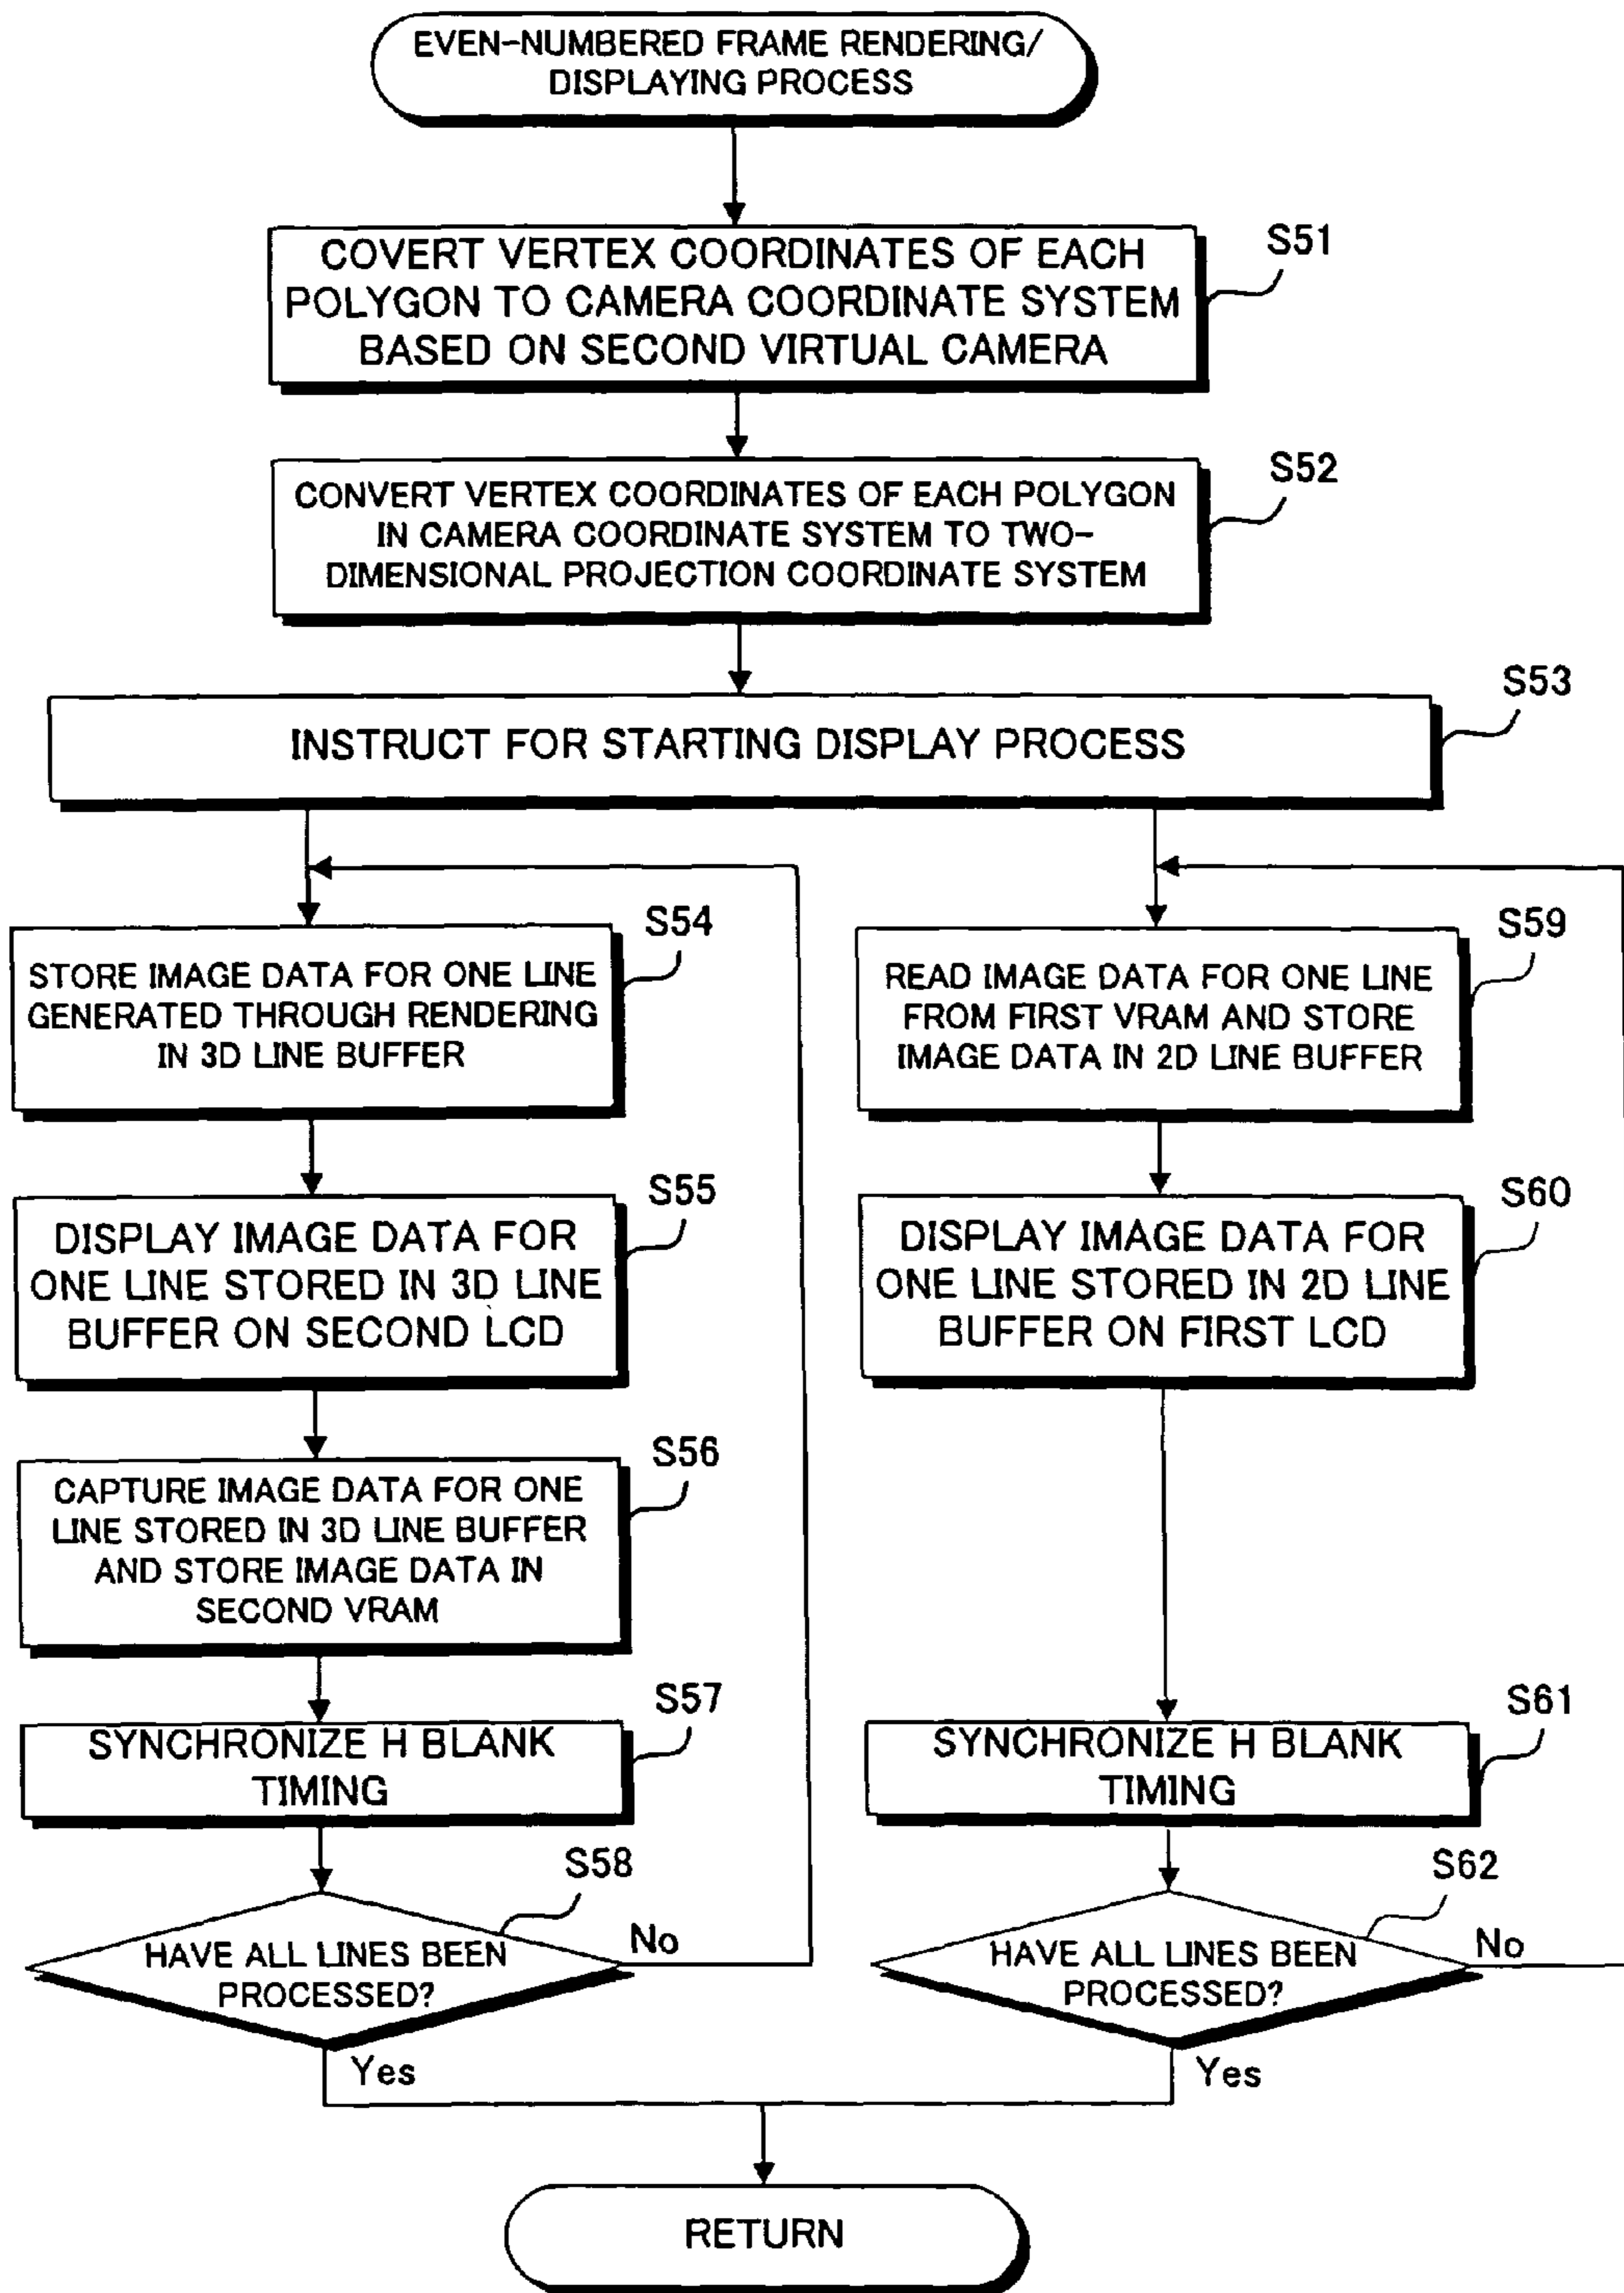 EVEN-NUMBERED FRAME RENDERING/
DISPLAYING PROCESS
S51
COVERT VERTEX COORDINATES OF EACH
POLYGON TO CAMERA COORDINATE SYSTEM
BASED ON SECOND VIRTUAL CAMERA
S52
CONVERT VERTEX COORDINATES OF EACH POLYGON
IN CAMERA COORDINATE SYSTEM TO TWO-
DIMENSIONAL PROJECTION COORDINATE SYSTEM
S53
INSTRUCT FOR STARTING DISPLAY PROCESS
S54
STORE IMAGE DATA FOR ONE LINE
GENERATED THROUGH RENDERING
IN 3D LINE BUFFER
S55
DISPLAY IMAGE DATA FOR
ONE LINE STORED IN 3D LINE
BUFFER ON SECOND LCD
S56
CAPTURE IMAGE DATA FOR ONE
LINE STORED IN 3D LINE BUFFER
AND STORE IMAGE DATA IN
SECOND VRAM
S57
SYNCHRONIZE H BLANK
TIMING
S58
HAVE ALL LINES BEEN
PROCESSED?
No
Yes
S59
READ IMAGE DATA FOR ONE LINE
FROM FIRST VRAM AND STORE
IMAGE DATA IN 2D LINE BUFFER
S60
DISPLAY IMAGE DATA FOR
ONE LINE STORED IN 2D LINE
BUFFER ON FIRST LCD
S61
SYNCHRONIZE H BLANK
TIMING
S62
HAVE ALL LINES BEEN
PROCESSED?
No
Yes
RETURN